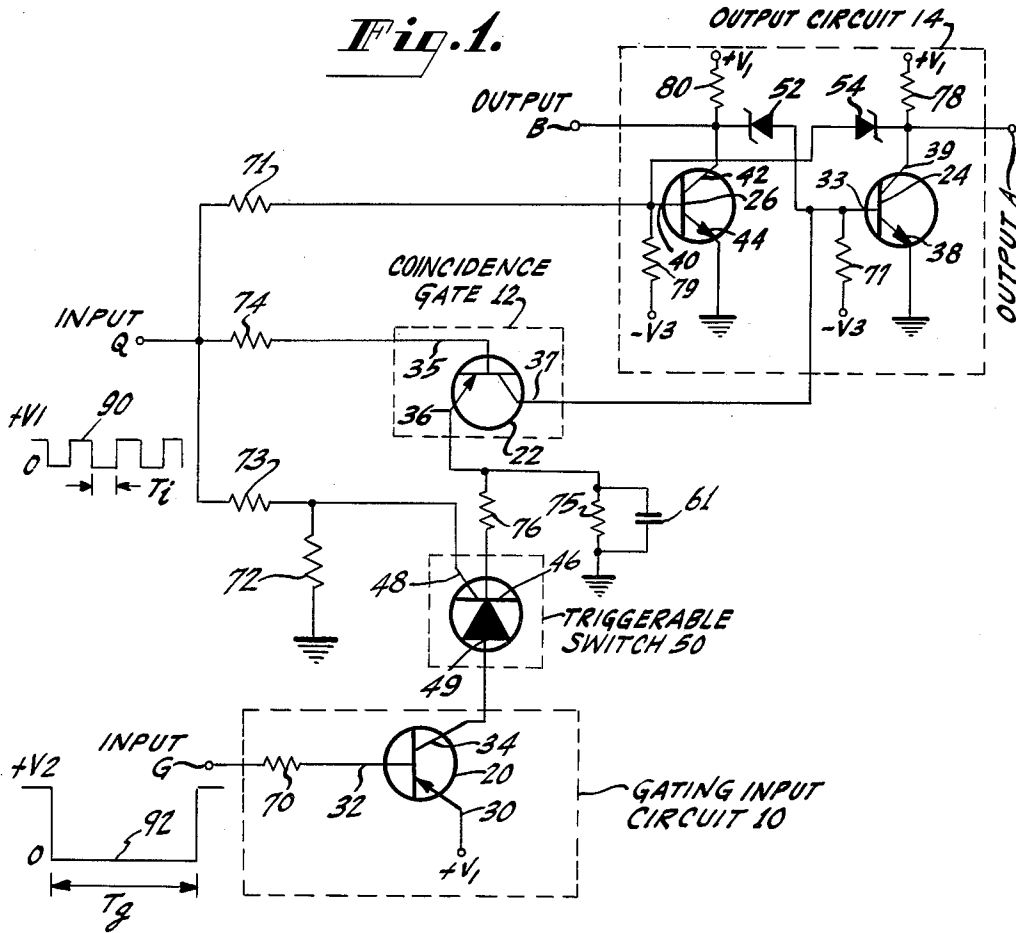 Fig.1.
OUTPUT CIRCUIT 14
+V1
+V1
80
52
54
78
OUTPUT
B
OUTPUT A
39
42
24
33
26
44
38
71
40
79
77
-V3
-V3
COINCIDENCE
GATE 12
INPUT
Q
74
35
37
36
22
+V1
90
0
Ti
73
76
75
61
72
48
46
TRIGGERABLE
SWITCH 50
49
INPUT
G
+V2
34
20
70
32
30
GATING INPUT
CIRCUIT 10
92
0
+V1
Tg